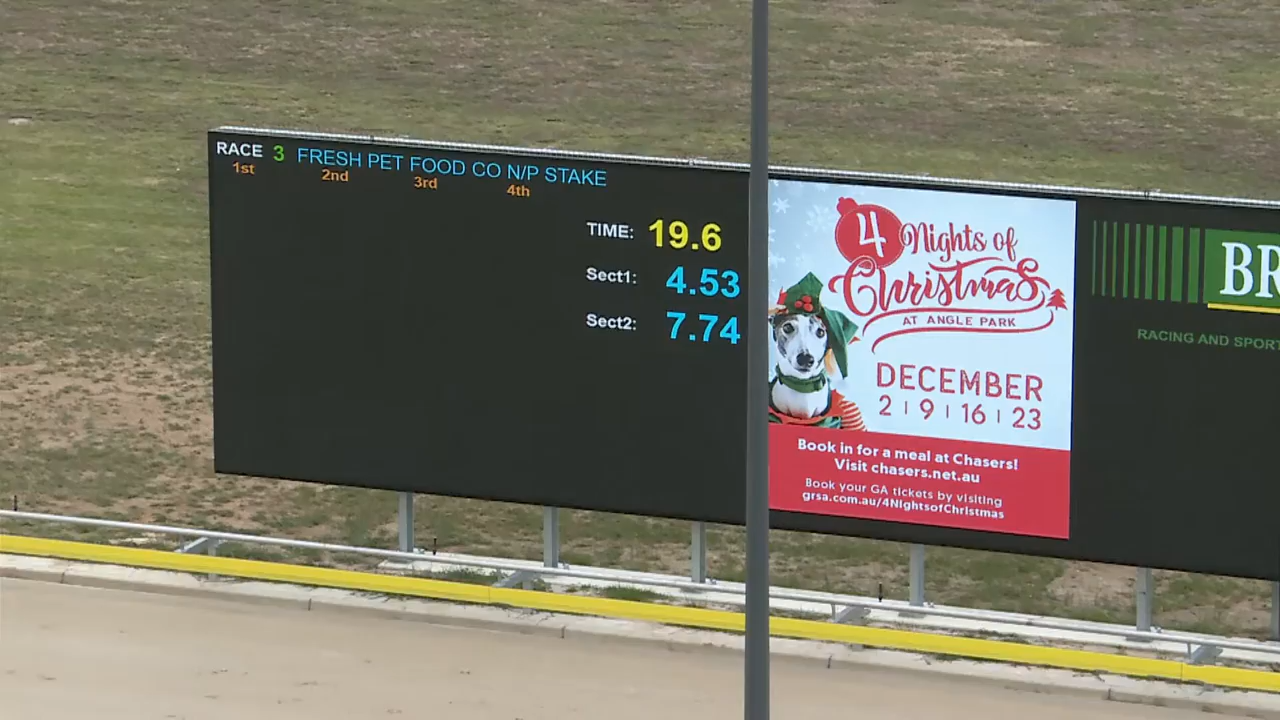 RACE 3 FRESH PET FOOD CO N/P STAKE
1st 2nd 3rd 4th
TIME: 19.6
Sect1: 4.53
Sect2: 7.74
4 Nights of
Christmas
AT ANGLE PARK
DECEMBER
2 | 9 | 16 | 23
Book in for a meal at Chasers!
Visit chasers.net.au
Book your GA tickets by visiting
grsa.com.au/4NightsofChristmas
BR
RACING AND SPORT